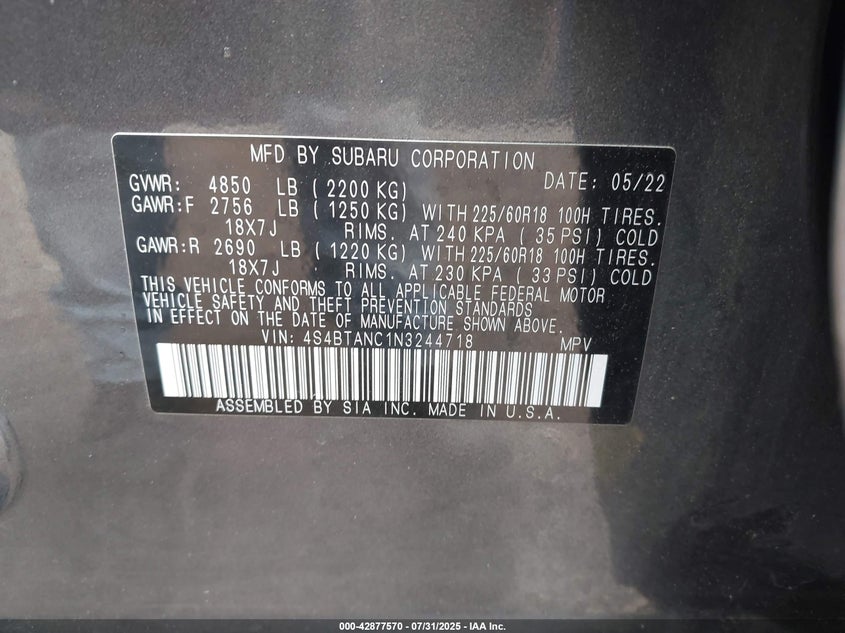 MFD BY SUBARU CORPORATION
DATE: 05/22
GVWR: 4850 LB ( 2200 KG)
GAWR:F 2756 LB ( 1250 KG) WITH 225/60R18 100H TIRES.
18X7J RIMS. AT 240 KPA ( 35 PSI) COLD
GAWR:R 2690 LB ( 1220 KG) WITH 225/60R18 100H TIRES.
18X7J RIMS. AT 230 KPA ( 33 PSI) COLD
THIS VEHICLE CONFORMS TO ALL APPLICABLE FEDERAL MOTOR
VEHICLE SAFETY AND THEFT PREVENTION STANDARDS
IN EFFECT ON THE DATE OF MANUFACTURE SHOWN ABOVE.
VIN: 4S4BTANC1N3244718 MPV
ASSEMBLED BY SIA INC. MADE IN U.S.A.
000-42877570 - 07/31/2025 - IAA Inc.